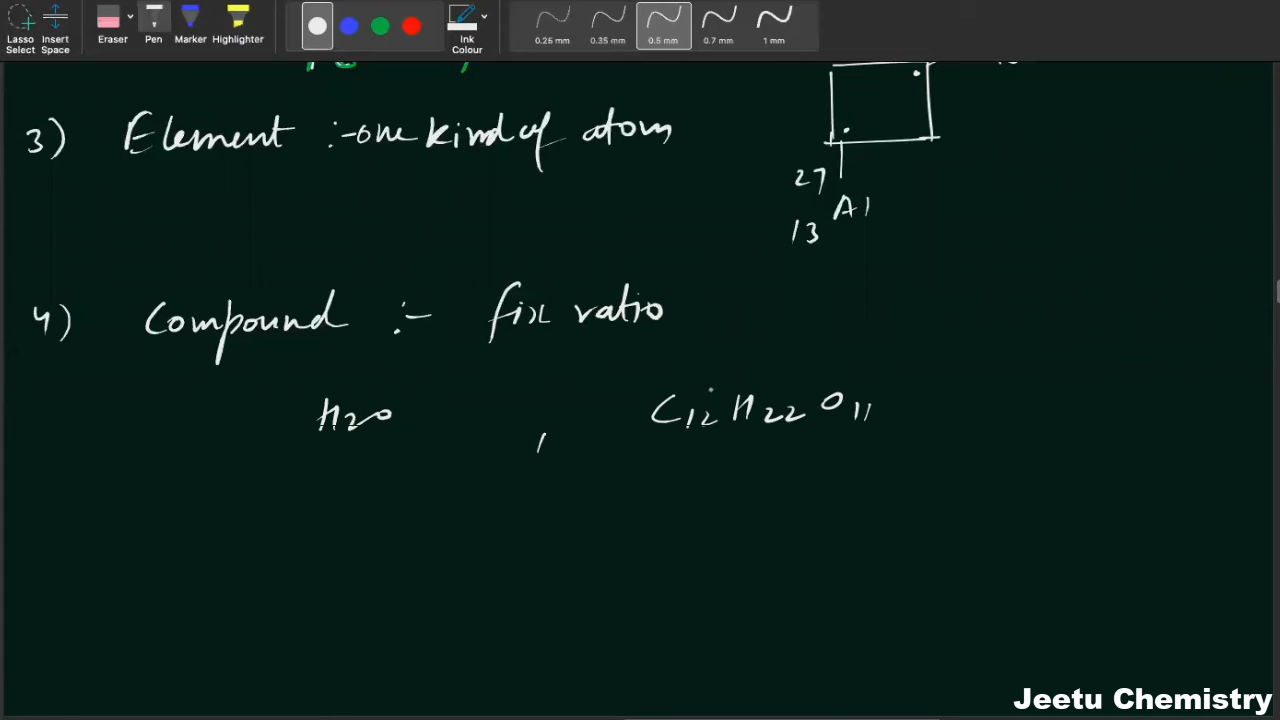 Lasso Select
Insert Space
Eraser
Pen
Marker
Highlighter
Ink Colour
0.25 mm
0.35 mm
0.5 mm
0.7 mm
1 mm
3) Element :- one kind of atom
27
13 Al
4) Compound :- fix ratio
H2O , C12H22O11
Jeetu Chemistry